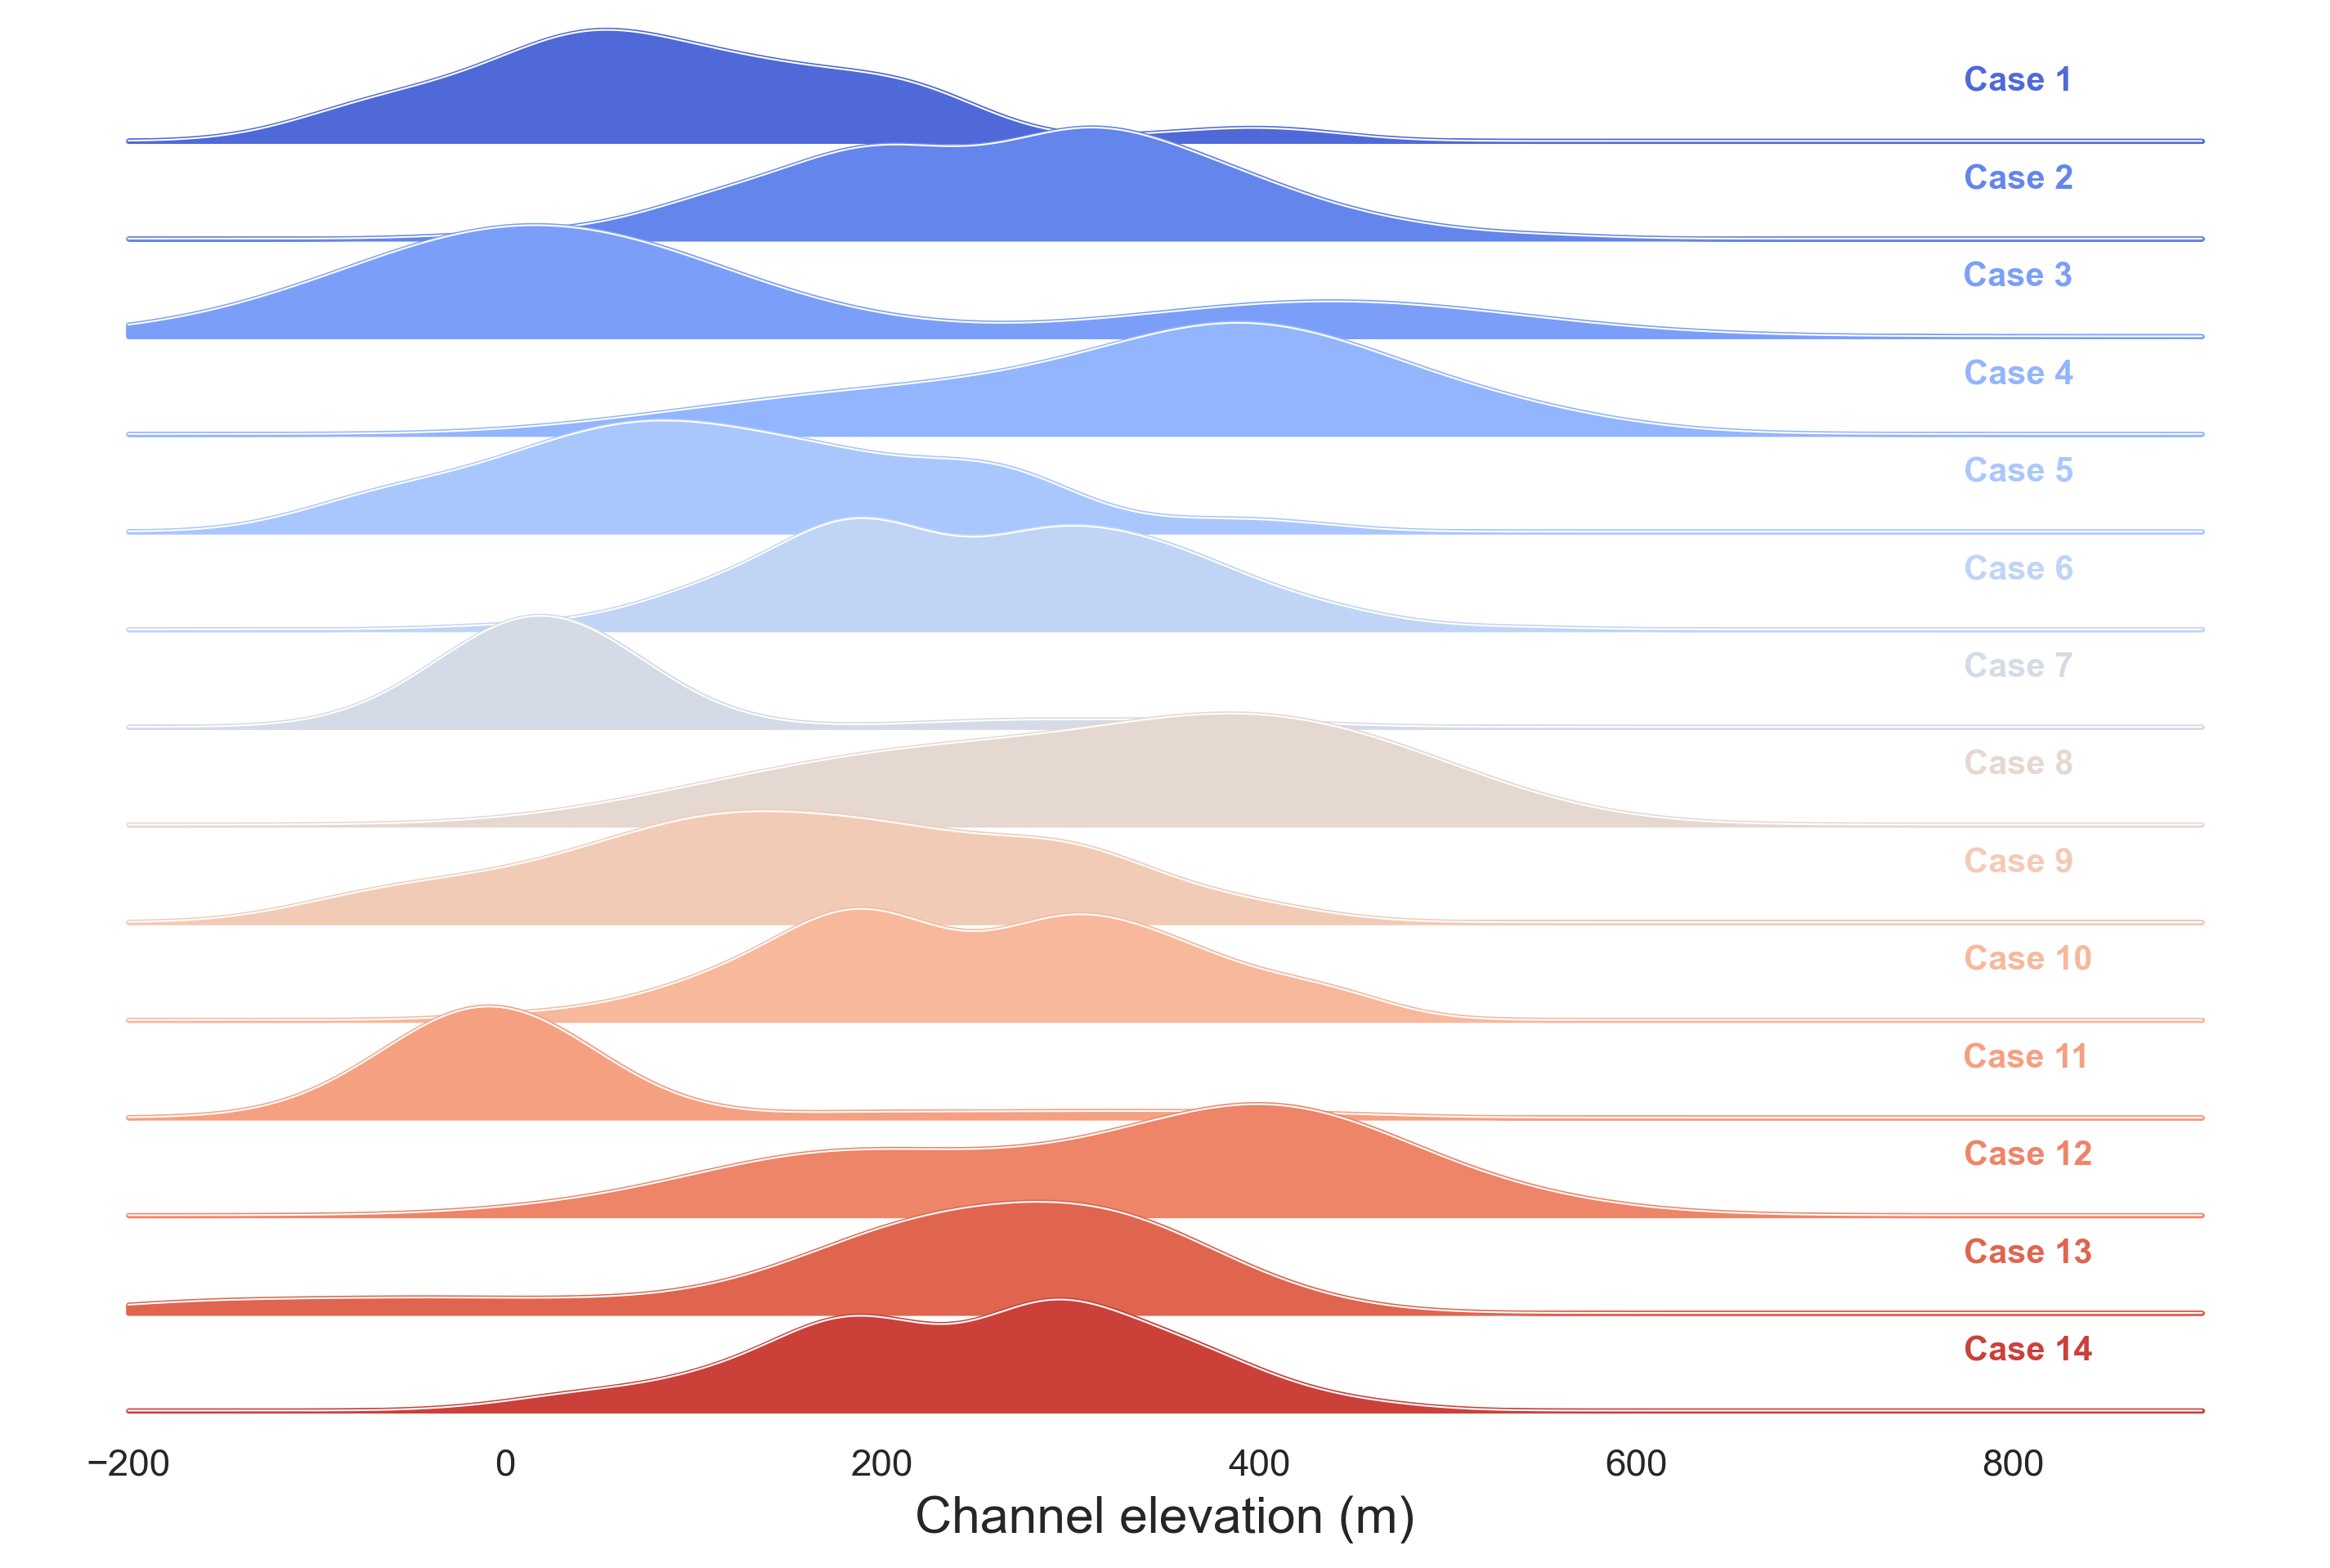 Case 1
Case 2
Case 3
Case 4
Case 5
Case 6
Case 7
Case 8
Case 9
Case 10
Case 11
Case 12
Case 13
Case 14
−200 0 200 400 600 800
Channel elevation (m)